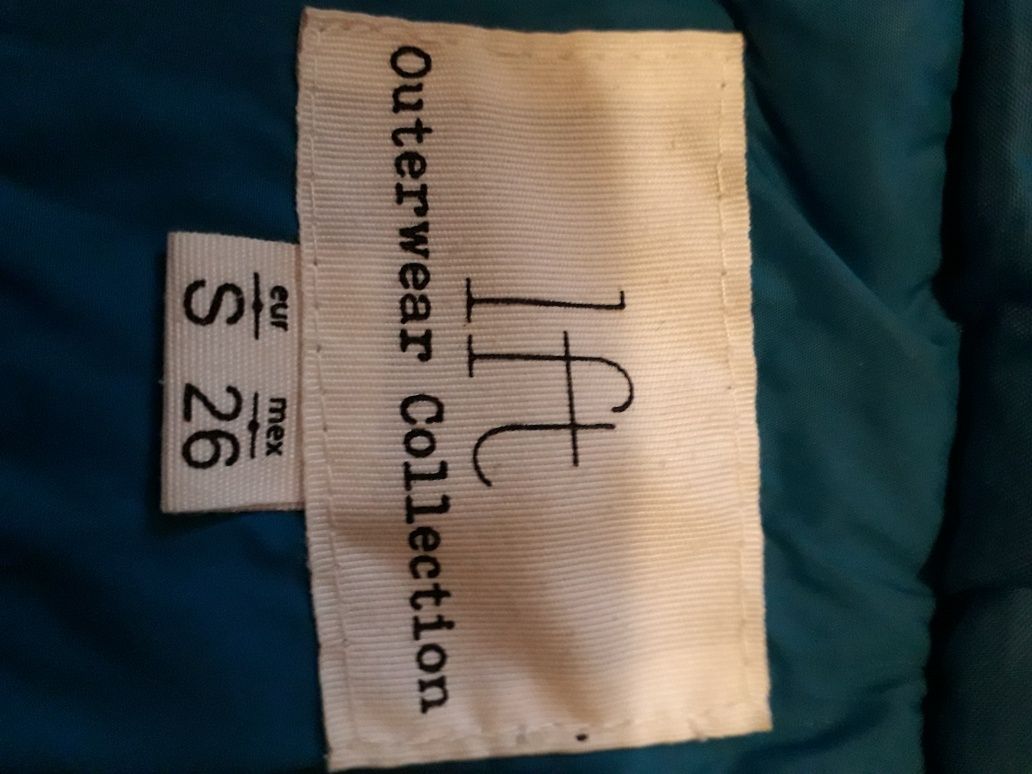 lft
Outerwear Collection
eur mex
S 26